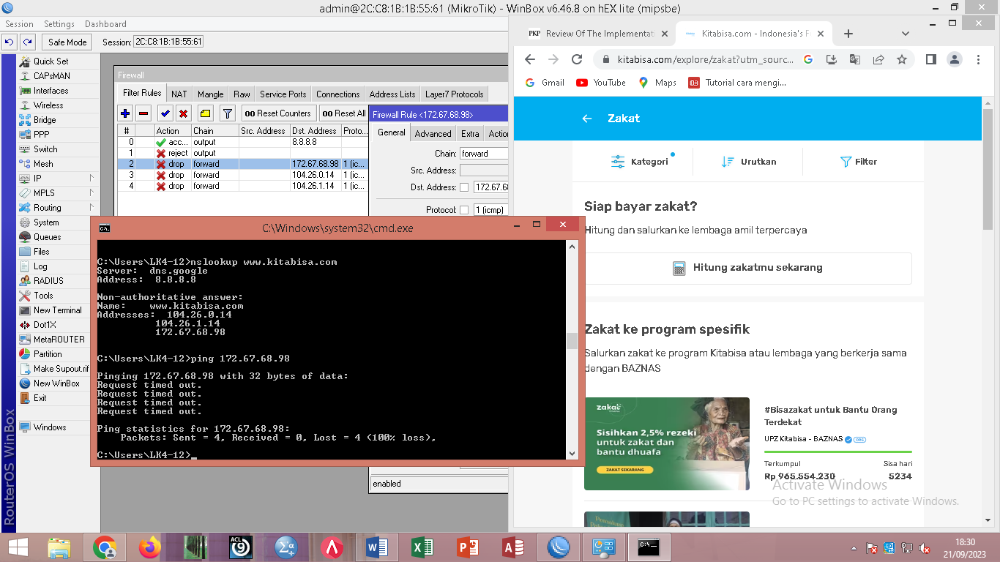 admin@2C:C8:1B:1B:55:61 (MikroTik) - WinBox v6.46.8 on hEX lite (mipsbe)
Session Settings Dashboard
Safe Mode Session: 2C:C8:1B:1B:55:61
Quick Set
CAPsMAN
Interfaces
Wireless
Bridge
PPP
Switch
Mesh
IP
MPLS
Routing
System
Queues
Files
Log
RADIUS
Tools
New Terminal
Dot1X
MetaROUTER
Partition
Make Supout.rif
New WinBox
Exit
Windows
RouterOS WinBox
Firewall
Filter Rules NAT Mangle Raw Service Ports Connections Address Lists Layer7 Protocols
00 Reset Counters 00 Reset All
# Action Chain Src. Address Dst. Address Proto...
0 acc... output 8.8.8.8
1 reject output
2 drop forward 172.67.68.98 1 (ic...
3 drop forward 104.26.0.14 1 (ic...
4 drop forward 104.26.1.14 1 (ic...
Firewall Rule <172.67.68.98>
General Advanced Extra Actio
Chain: forward
Src. Address:
Dst. Address: 172.67.6
Protocol: 1 (icmp)
enabled
C:\Windows\system32\cmd.exe
C:\Users\LK4-12>nslookup www.kitabisa.com
Server: dns.google
Address: 8.8.8.8
Non-authoritative answer:
Name: www.kitabisa.com
Addresses: 104.26.0.14
104.26.1.14
172.67.68.98
C:\Users\LK4-12>ping 172.67.68.98
Pinging 172.67.68.98 with 32 bytes of data:
Request timed out.
Request timed out.
Request timed out.
Request timed out.
Ping statistics for 172.67.68.98:
Packets: Sent = 4, Received = 0, Lost = 4 (100% loss),
C:\Users\LK4-12>_
PKP Review Of The Implementat Kitabisa.com - Indonesia's F
kitabisa.com/explore/zakat?utm_sourc...
Gmail YouTube Maps Tutorial cara mengi...
Zakat
Kategori Urutkan Filter
Siap bayar zakat?
Hitung dan salurkan ke lembaga amil terpercaya
Hitung zakatmu sekarang
Zakat ke program spesifik
Salurkan zakat ke program Kitabisa atau lembaga yang berkerja sama
dengan BAZNAS
zakat
Sisihkan 2,5% rezeki
untuk zakat dan
bantu dhuafa
ZAKAT SEKARANG
#Bisazakat untuk Bantu Orang
Terdekat
UPZ Kitabisa - BAZNAS ORG
Terkumpul Sisa hari
Rp 965.554.230 5234
Activate Windows
Go to PC settings to activate Windows.
ACL
9
18:30
21/09/2023